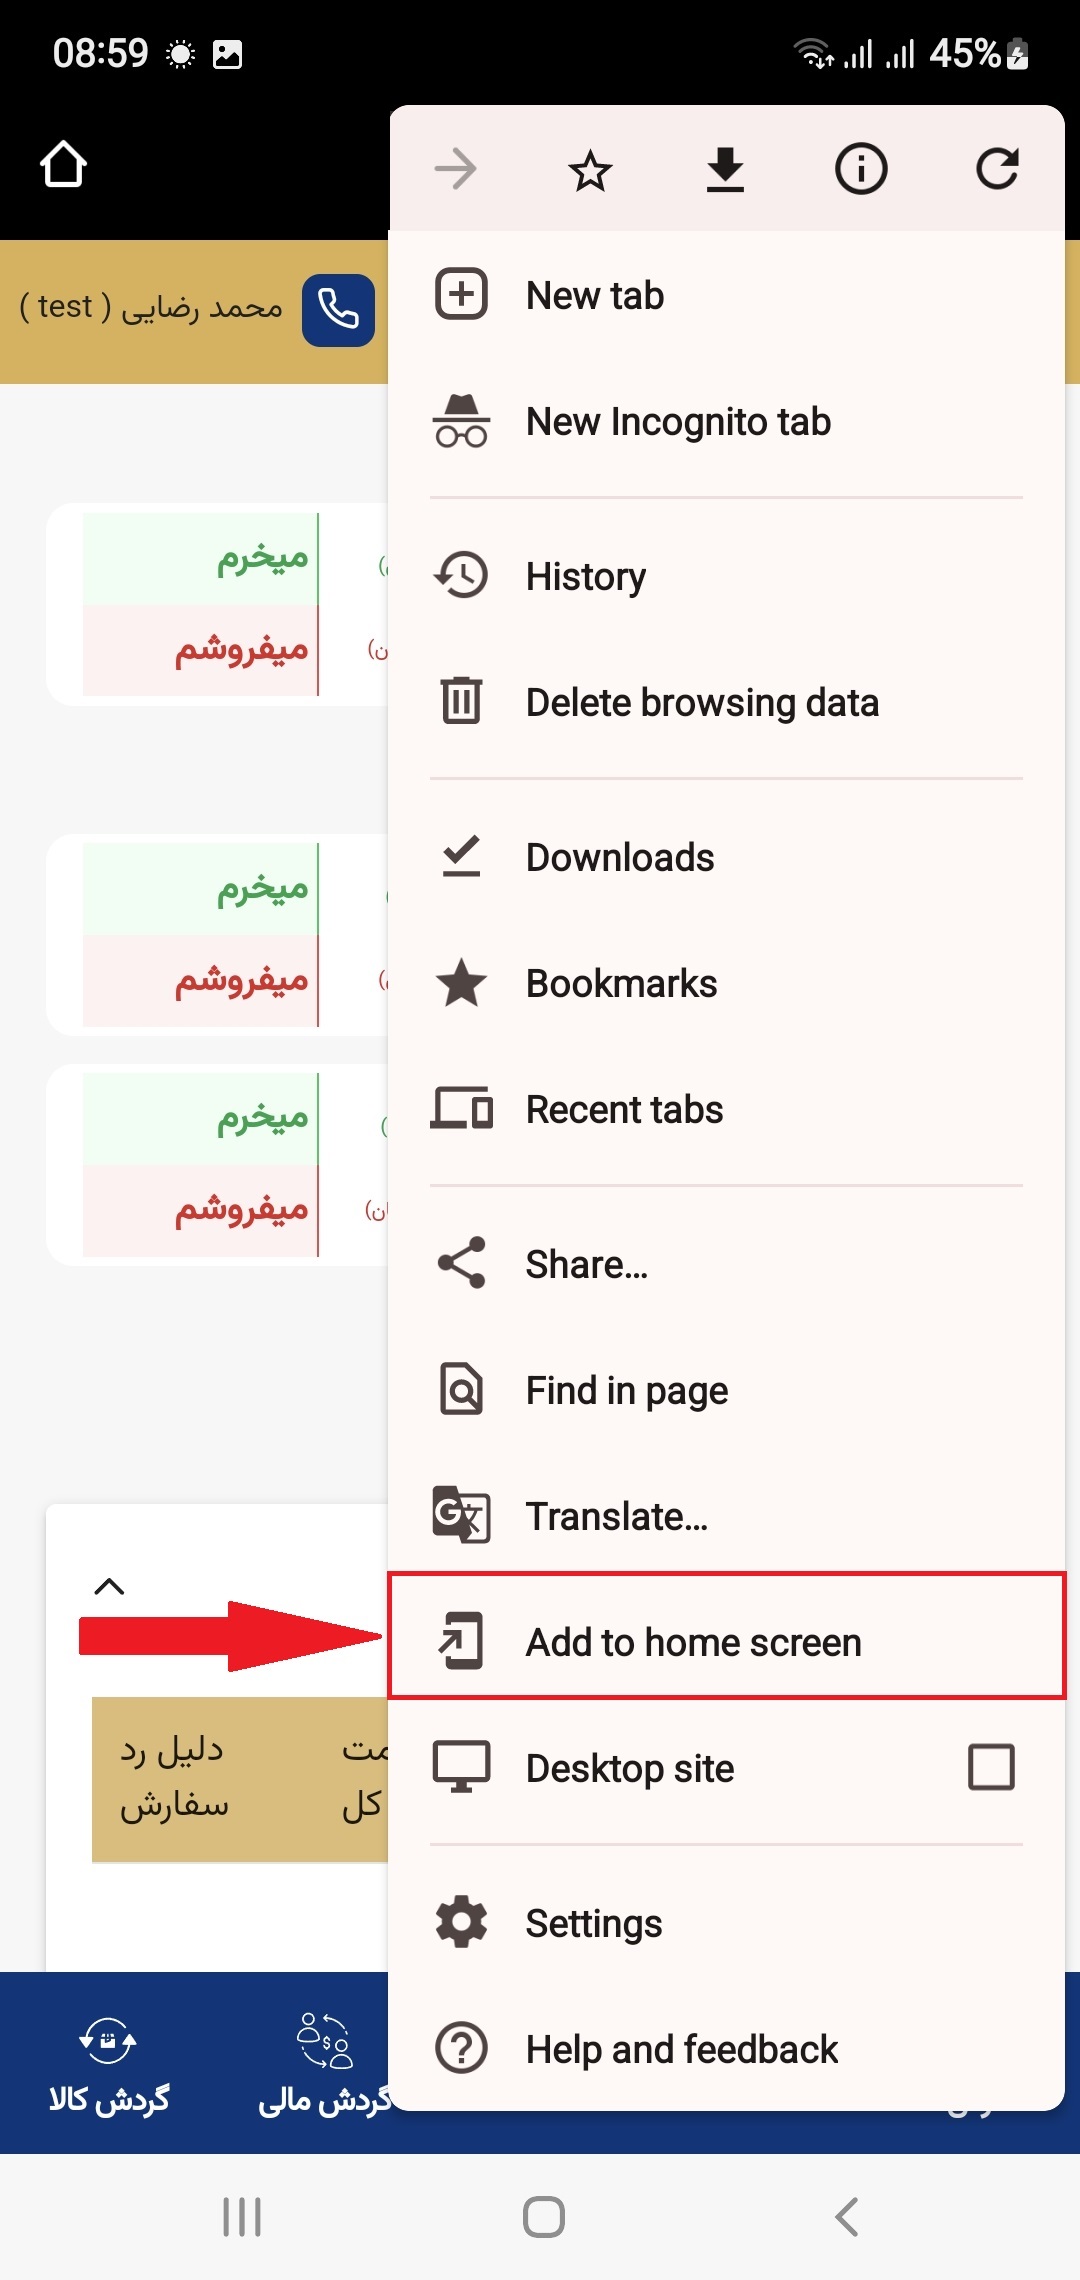 08:59
45%
محمد رضایی ( test )
New tab
New Incognito tab
میخرم
میفروشم
History
Delete browsing data
میخرم
میفروشم
Downloads
Bookmarks
میخرم
میفروشم
Recent tabs
Share...
Find in page
Translate...
Add to home screen
دلیل رد
سفارش
کل
Desktop site
Settings
Help and feedback
گردش مالی
گردش کالا